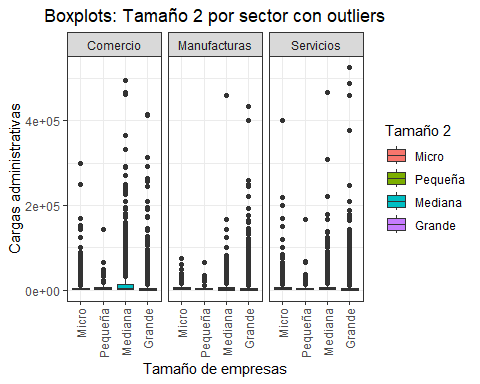 Boxplots: Tamaño 2 por sector con outliers
Comercio
Manufacturas
Servicios
Cargas administrativas
4e+05
2e+05
0e+00
Micro
Pequeña
Mediana
Grande
Micro
Pequeña
Mediana
Grande
Micro
Pequeña
Mediana
Grande
Tamaño de empresas
Tamaño 2
Micro
Pequeña
Mediana
Grande